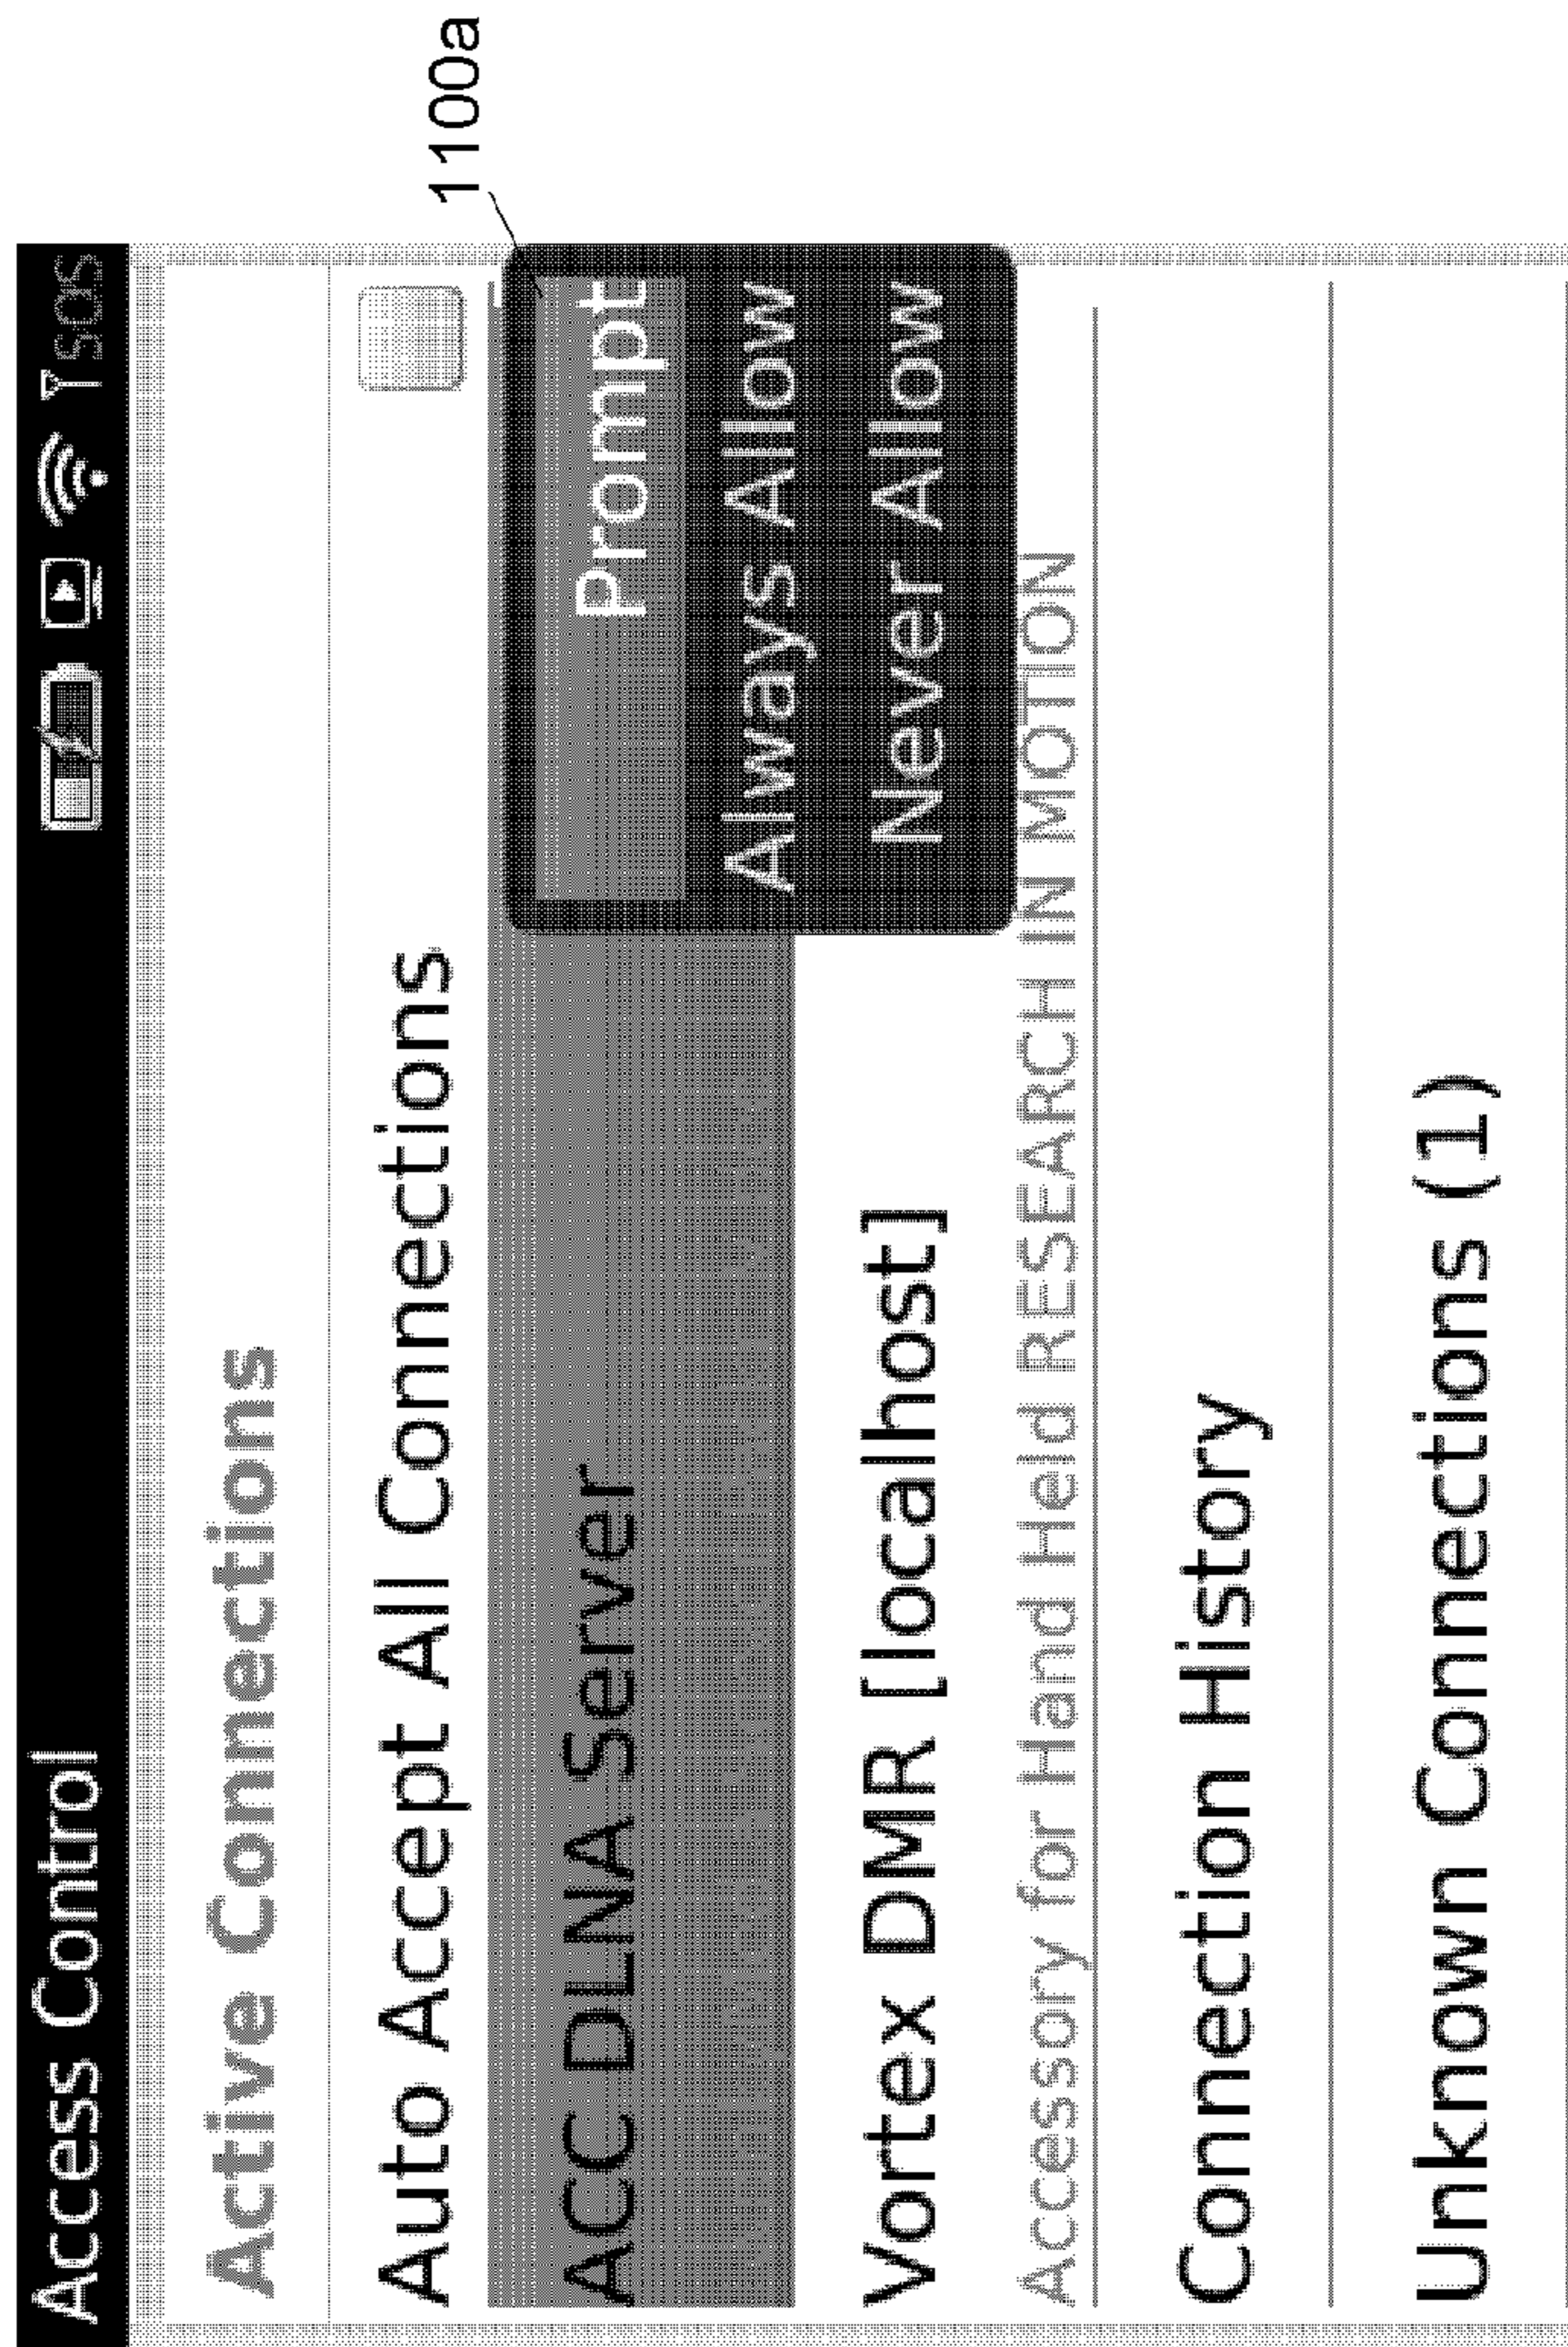 Access Control
SOS
Active Connections
Auto Accept All Connections
1100a
ACC DLNA Server
Prompt
Always Allow
Never Allow
Vortex DMR [localhost]
Accessory for Hand Held RESEARCH IN MOTION
Connection History
Unknown Connections (1)